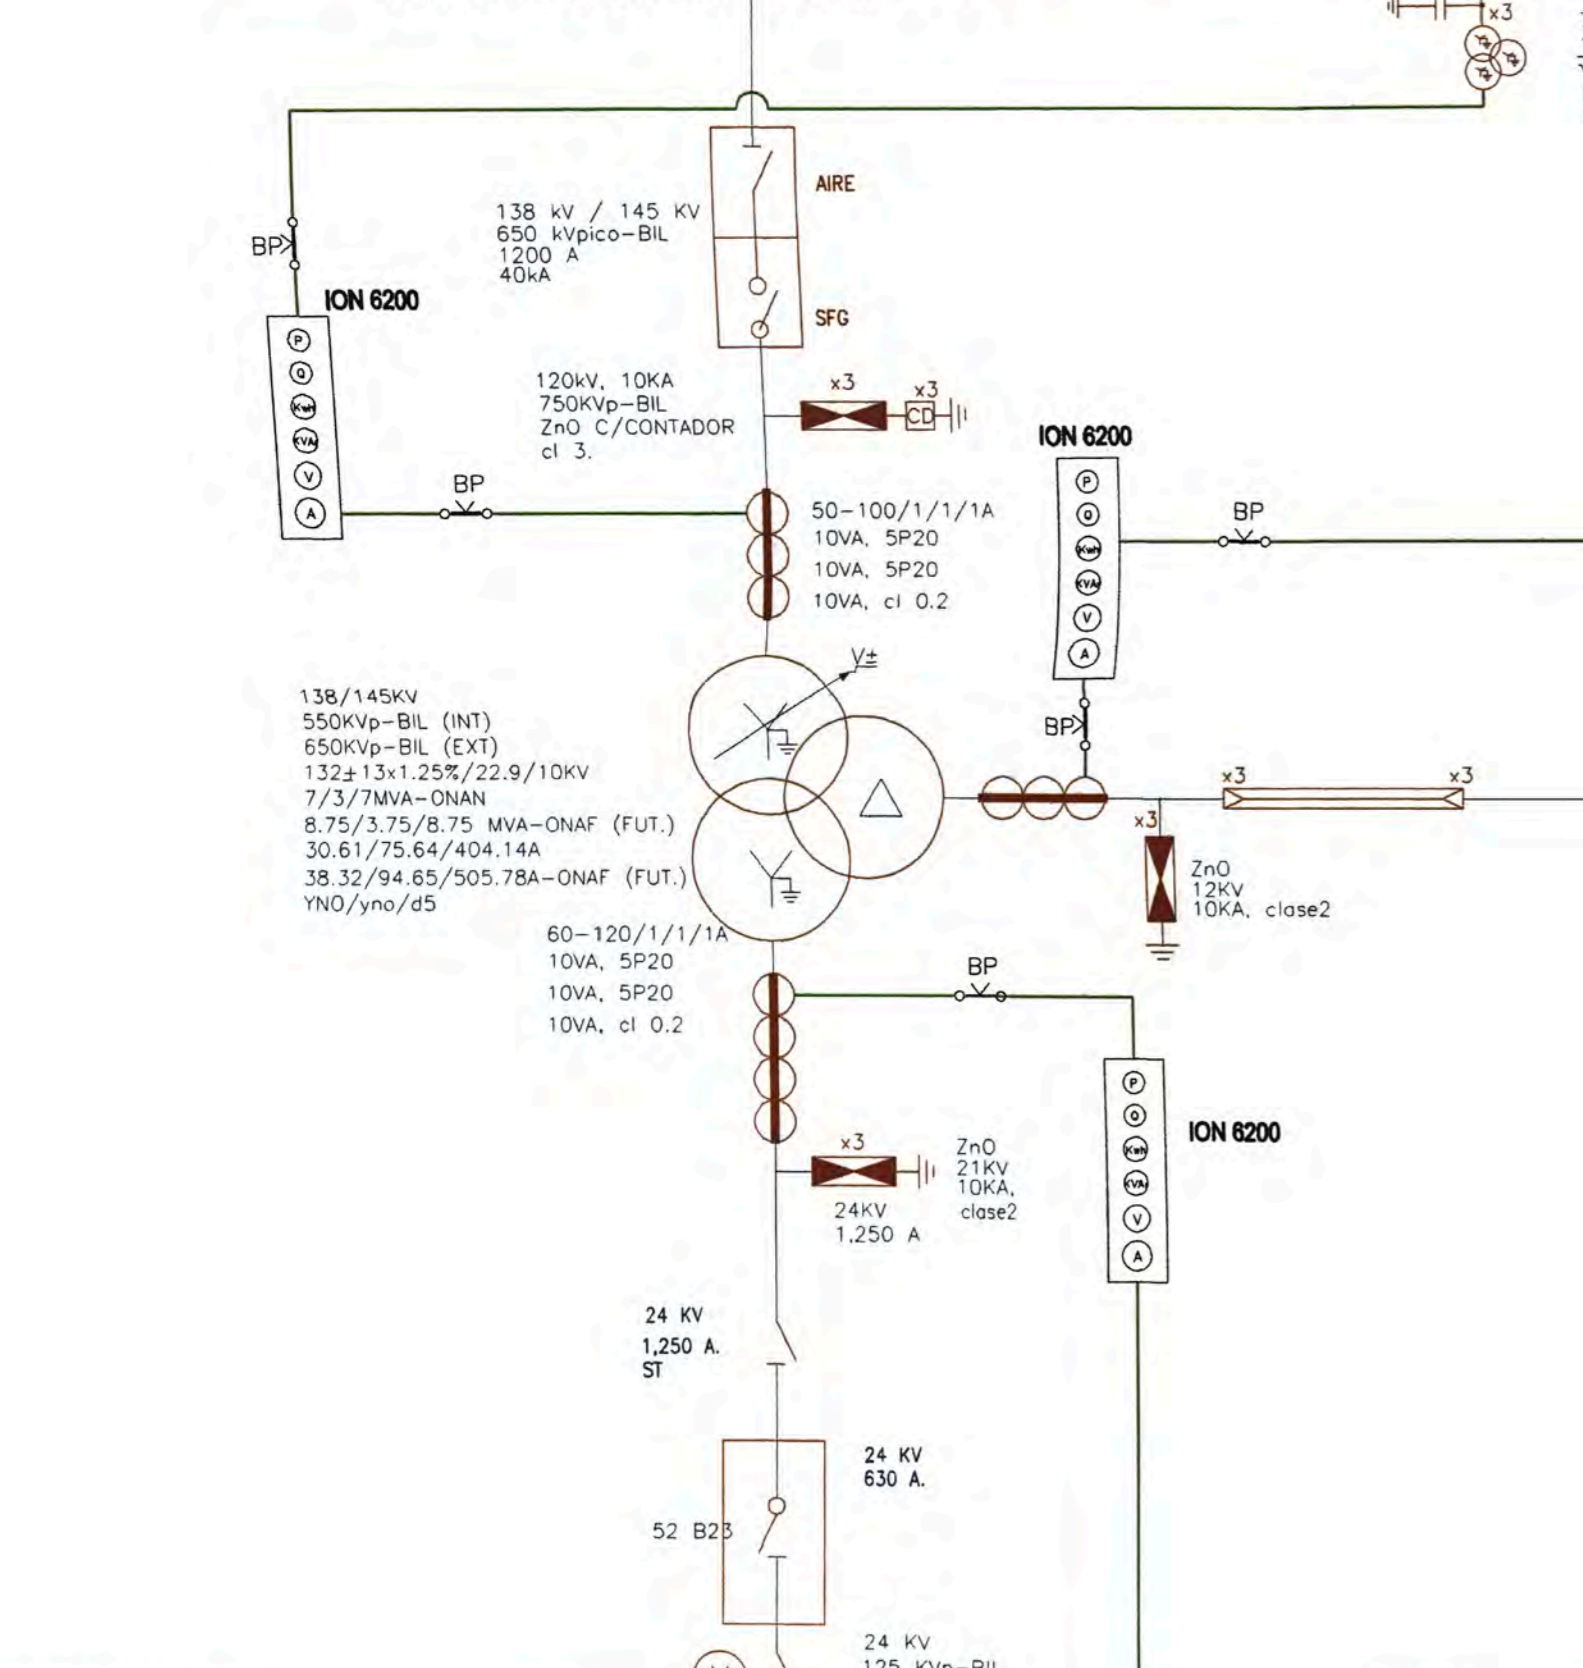 x3
AIRE
138 kV / 145 KV
650 kVpico-BIL
1200 A
40kA
BP
ION 6200
P
Q
KwH
KVAr
V
A
SFG
120kV, 10KA
750KVp-BIL
ZnO C/CONTADOR
cl 3.
x3
x3
CD
BP
50-100/1/1/1A
10VA, 5P20
10VA, 5P20
10VA, cl 0.2
ION 6200
P
Q
KwH
KVAr
V
A
BP
BP
V±
138/145KV
550KVp-BIL (INT)
650KVp-BIL (EXT)
132±13x1.25%/22.9/10KV
7/3/7MVA-ONAN
8.75/3.75/8.75 MVA-ONAF (FUT.)
30.61/75.64/404.14A
38.32/94.65/505.78A-ONAF (FUT.)
YN0/yno/d5
x3
x3
x3
ZnO
12KV
10KA, clase2
60-120/1/1/1A
10VA, 5P20
10VA, 5P20
10VA, cl 0.2
BP
P
Q
KwH
KVAr
V
A
ION 6200
x3
ZnO
21KV
10KA,
clase2
24KV
1,250 A
24 KV
1,250 A.
ST
24 KV
630 A.
52 B23
24 KV
125 KVp-BIL